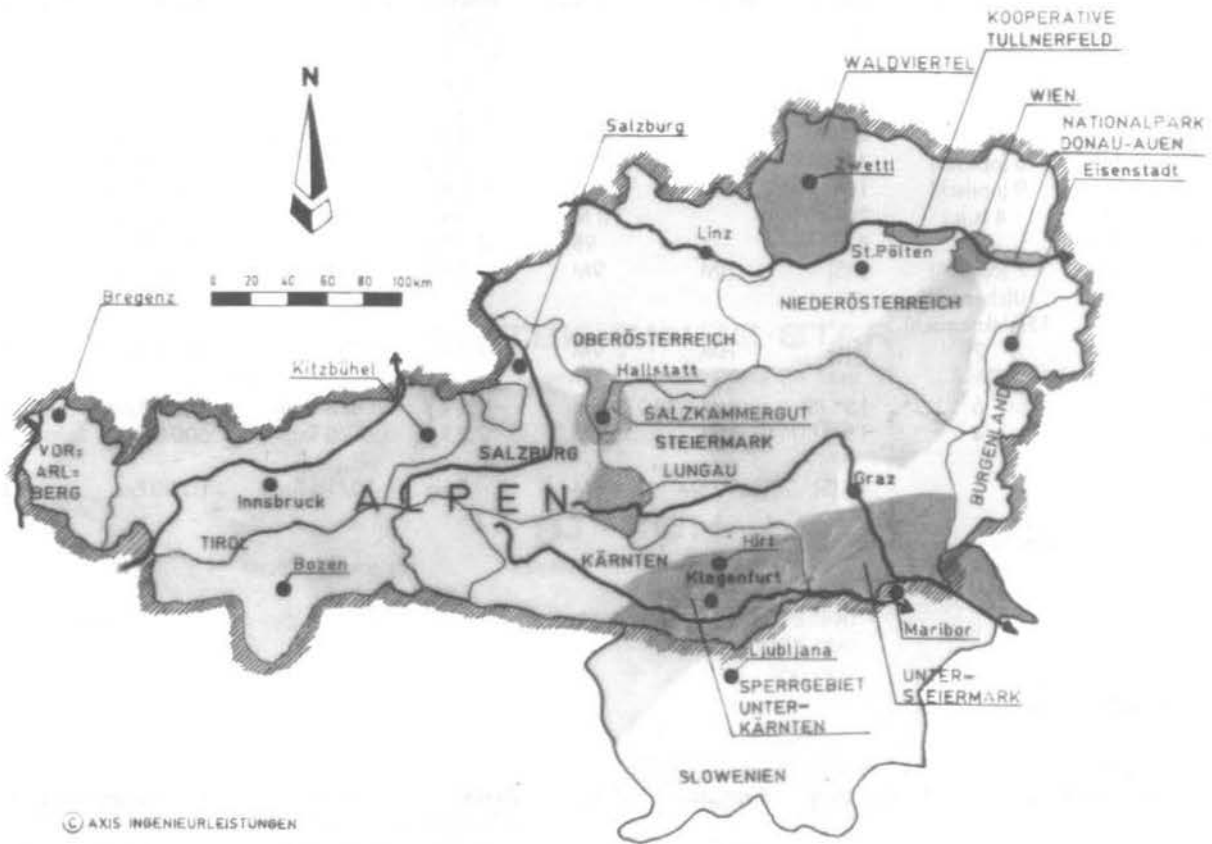 KOOPERATIVE
TULLNERFELD
WALDVIERTEL
N
WIEN
NATIONALPARK
DONAU-AUEN
Salzburg
Eisenstadt
Zwettl
Linz
St.Pölten
Bregenz
0 20 40 60 80 100km
NIEDERÖSTERREICH
OBERÖSTERREICH
Kitzbühel
Hallstatt
SALZKAMMERGUT
BURGENLAND
VOR=
ARL=
BERG
SALZBURG
STEIERMARK
LUNGAU
Innsbruck
ALPEN
Graz
TIROL
KÄRNTEN
Hirt
Bozen
Klagenfurt
Maribor
Ljubljana
SPERRGEBIET
UNTER-
KÄRNTEN
UNTER-
STEIERMARK
SLOWENIEN
© AXIS INGENIEURLEISTUNGEN